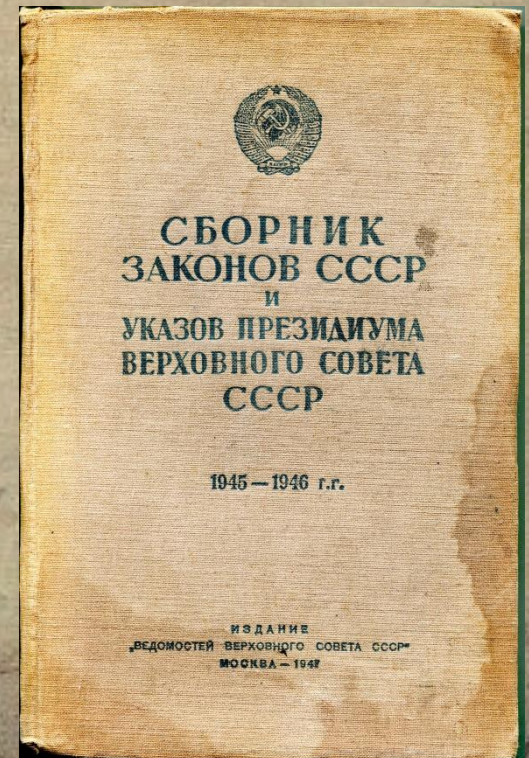 СБОРНИК
ЗАКОНОВ СССР
И
УКАЗОВ ПРЕЗИДИУМА
ВЕРХОВНОГО СОВЕТА
СССР
1945—1946 г.г.
ИЗДАНИЕ
„ВЕДОМОСТЕЙ ВЕРХОВНОГО СОВЕТА СССР"
МОСКВА — 1947